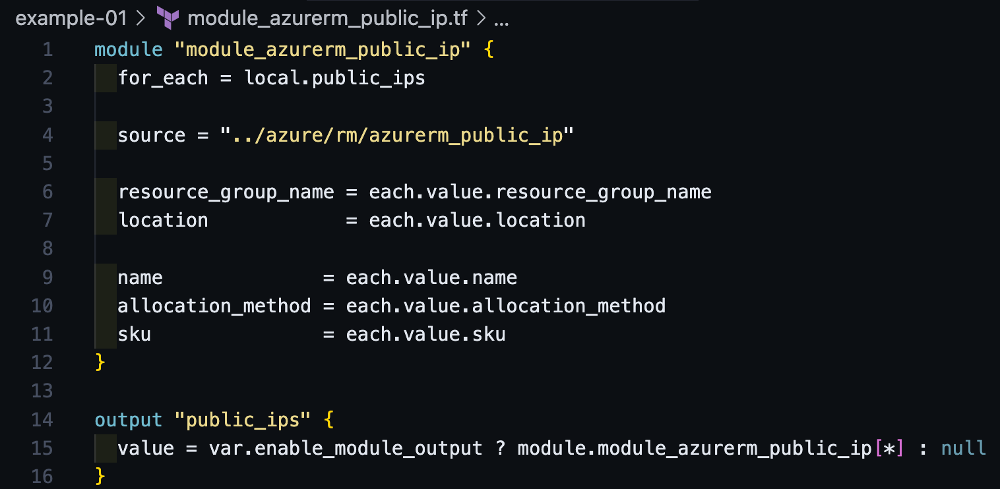 example-01 > module_azurerm_public_ip.tf > ...
1 module "module_azurerm_public_ip" {
2   for_each = local.public_ips
3
4   source = "../azure/rm/azurerm_public_ip"
5
6   resource_group_name = each.value.resource_group_name
7   location            = each.value.location
8
9   name              = each.value.name
10   allocation_method = each.value.allocation_method
11   sku               = each.value.sku
12 }
13
14 output "public_ips" {
15   value = var.enable_module_output ? module.module_azurerm_public_ip[*] : null
16 }